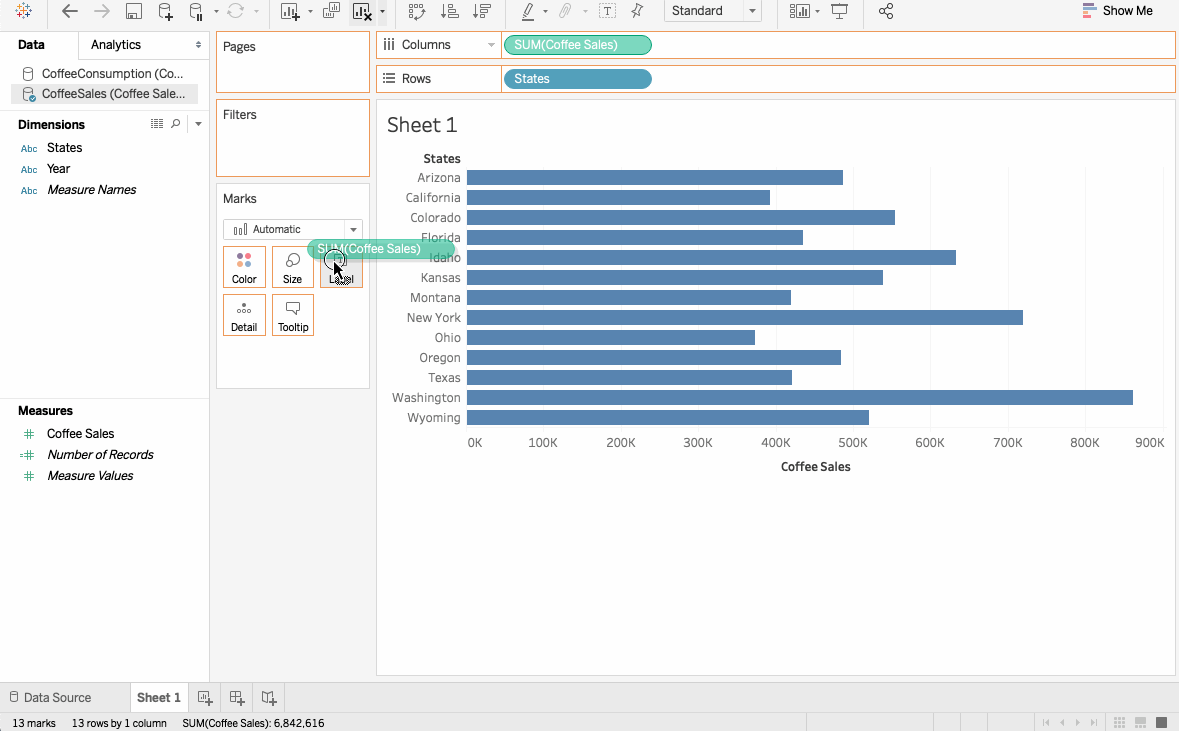 Standard
Show Me
Data
Analytics
CoffeeConsumption (Co...
CoffeeSales (Coffee Sale...
Dimensions
Abc States
Abc Year
Abc Measure Names
Measures
Coffee Sales
Number of Records
Measure Values
Pages
Filters
Marks
Automatic
SUM(Coffee Sales)
Color
Size
Label
Detail
Tooltip
Columns
SUM(Coffee Sales)
Rows
States
Sheet 1
States
Arizona
California
Colorado
Florida
Idaho
Kansas
Montana
New York
Ohio
Oregon
Texas
Washington
Wyoming
0K 100K 200K 300K 400K 500K 600K 700K 800K 900K
Coffee Sales
Data Source
Sheet 1
13 marks 13 rows by 1 column SUM(Coffee Sales): 6,842,616